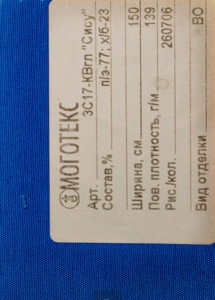 МОГОТЕКС
Арт. 3С17-КВгл "Сису"
Состав,% п/э-77; х/б-23
Ширина, см 150
Пов. плотность, г/м 139
Рис./кол. 260706
Вид отделки ВО